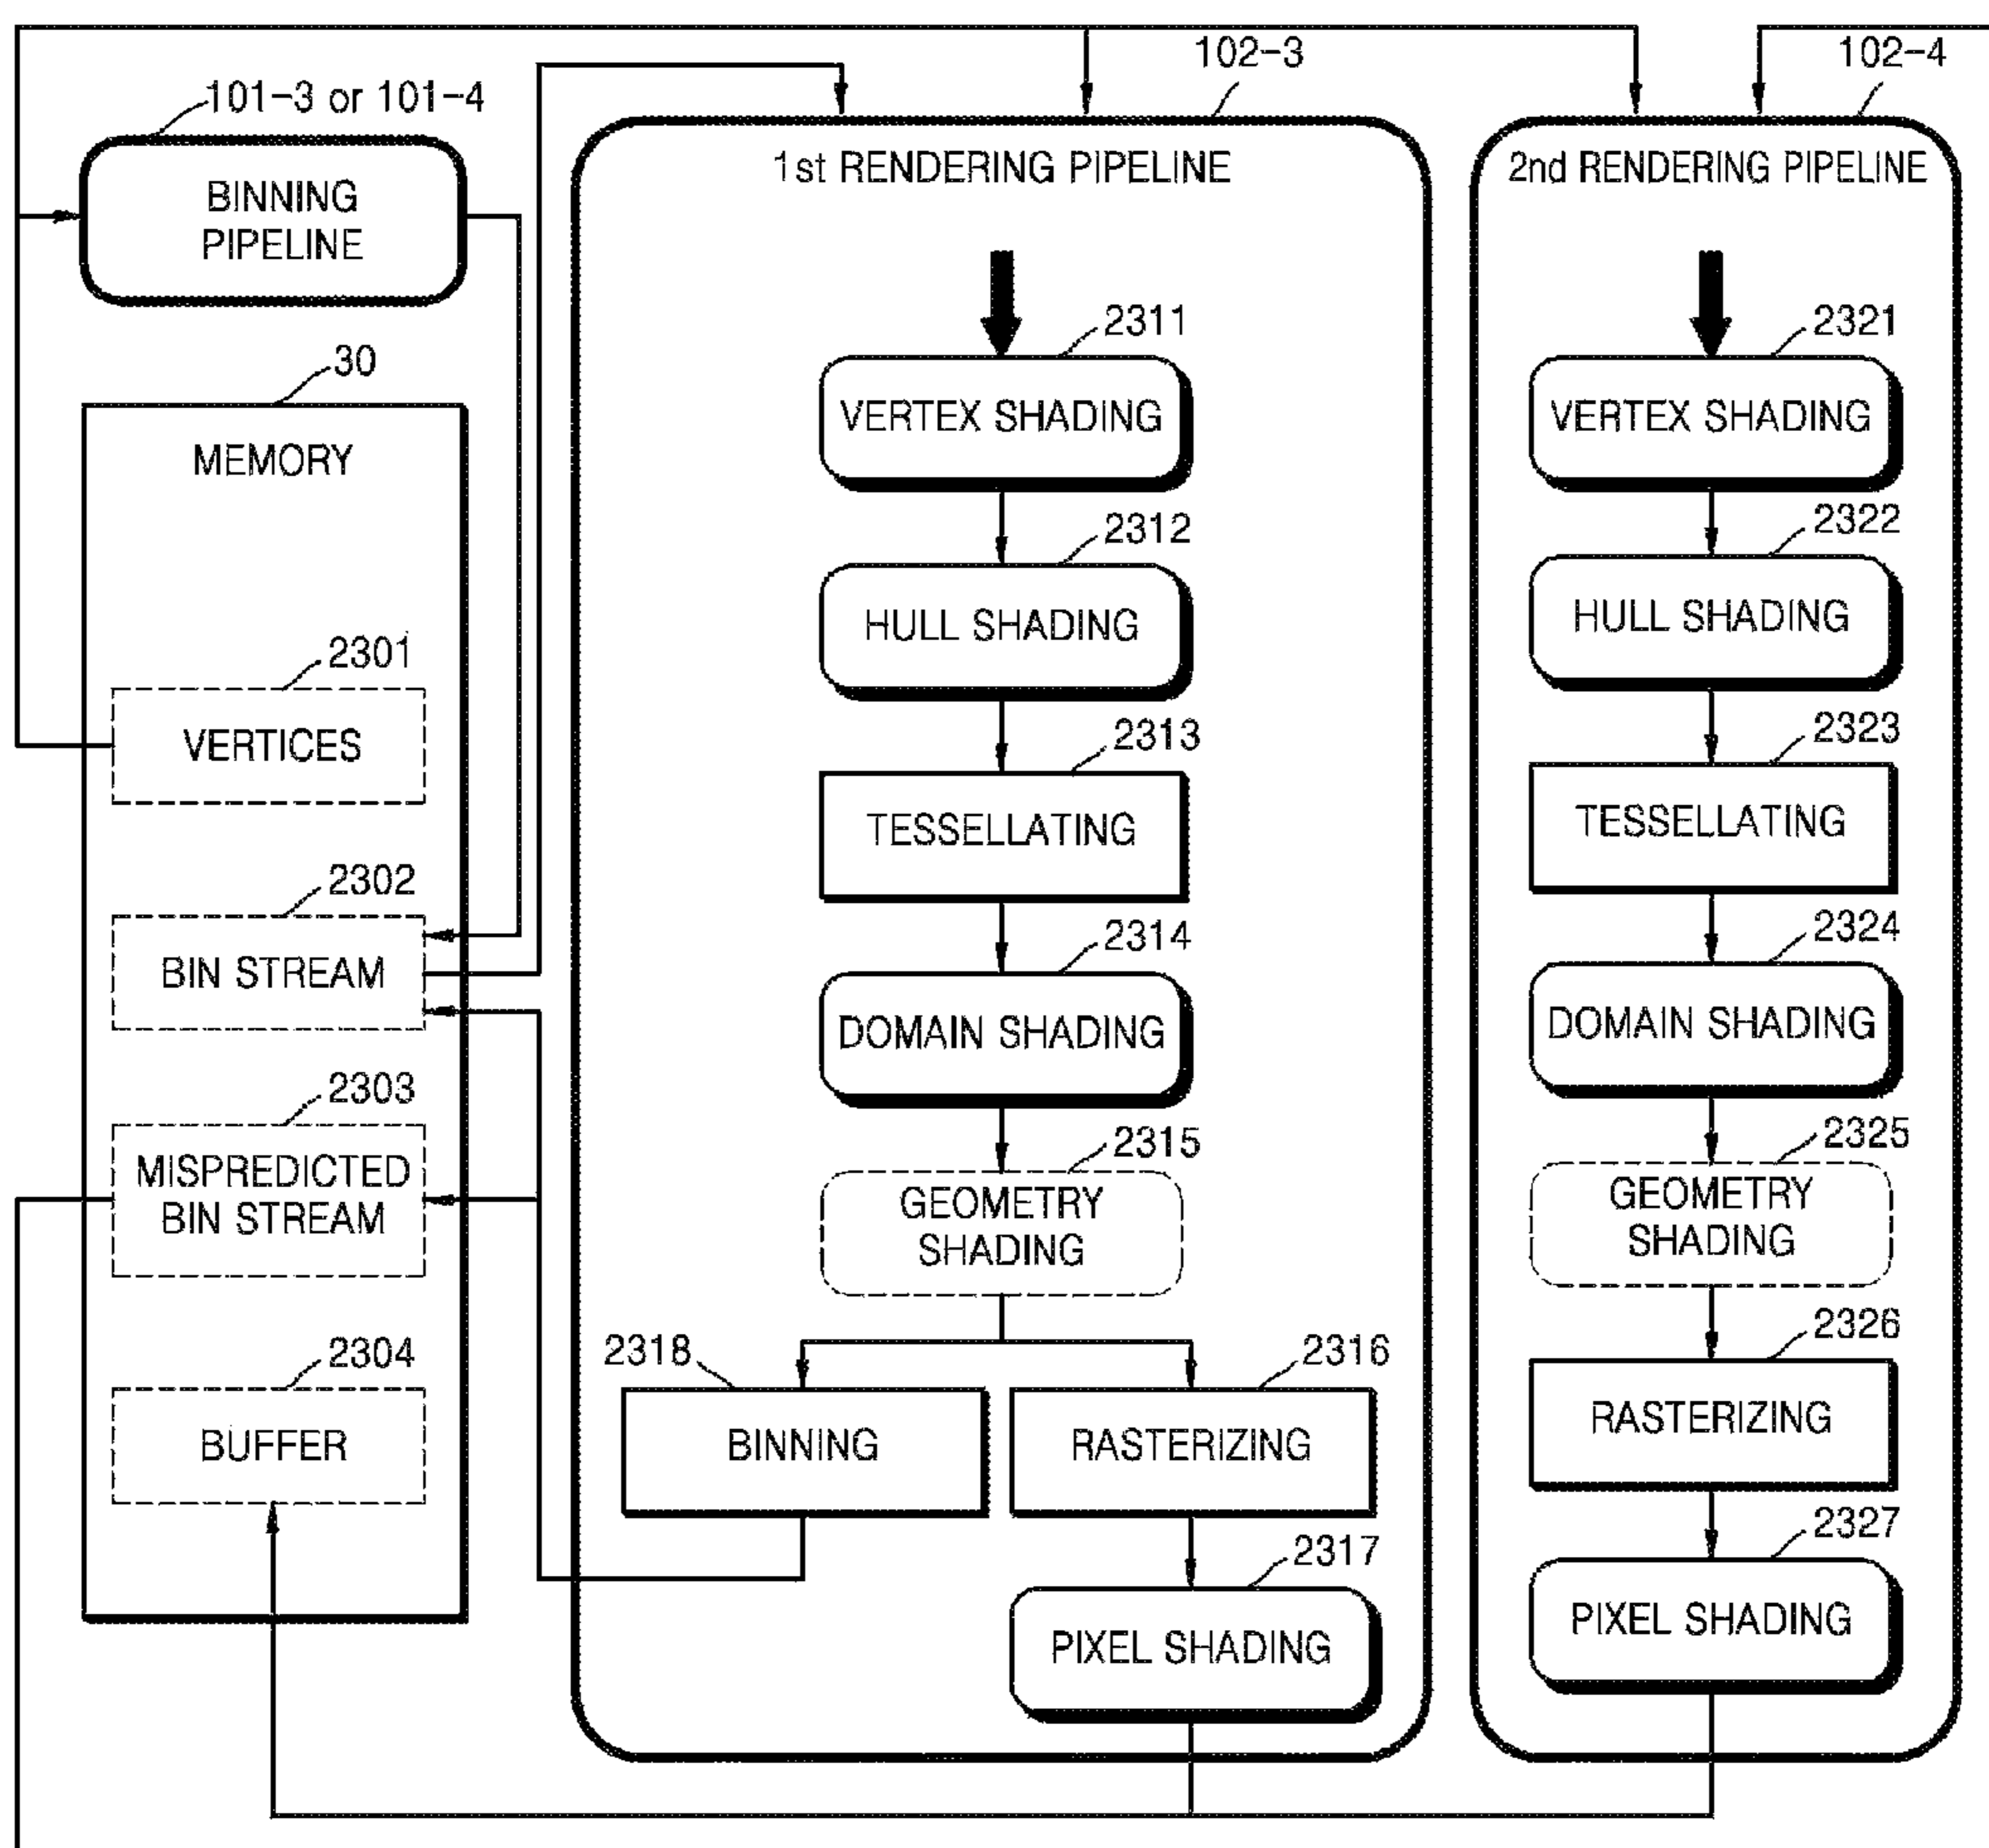 101-3 or 101-4
BINNING
PIPELINE
30
MEMORY
2301
VERTICES
2302
BIN STREAM
2303
MISPREDICTED
BIN STREAM
2304
BUFFER
102-3
1st RENDERING PIPELINE
2311
VERTEX SHADING
2312
HULL SHADING
2313
TESSELLATING
2314
DOMAIN SHADING
2315
GEOMETRY
SHADING
2318
BINNING
2316
RASTERIZING
2317
PIXEL SHADING
102-4
2nd RENDERING PIPELINE
2321
VERTEX SHADING
2322
HULL SHADING
2323
TESSELLATING
2324
DOMAIN SHADING
2325
GEOMETRY
SHADING
2326
RASTERIZING
2327
PIXEL SHADING